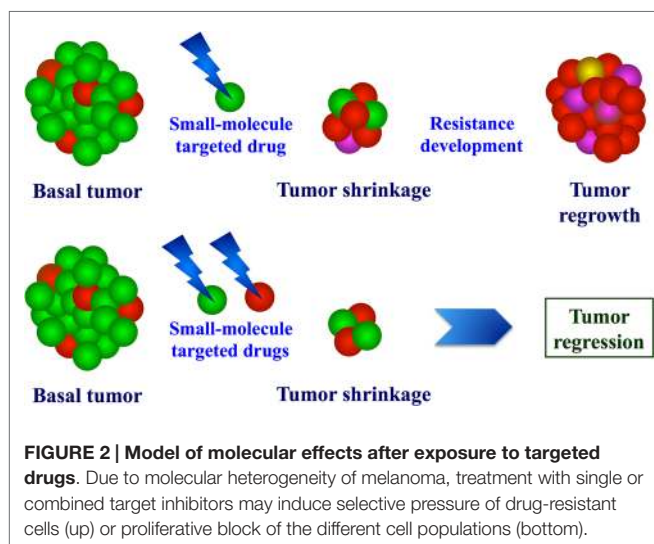 Small-molecule
targeted drug
Resistance
development
Basal tumor
Tumor shrinkage
Tumor
regrowth
Small-molecule
targeted drugs
Tumor
regression
Basal tumor
Tumor shrinkage
FIGURE 2 | Model of molecular effects after exposure to targeted
drugs. Due to molecular heterogeneity of melanoma, treatment with single or
combined target inhibitors may induce selective pressure of drug-resistant
cells (up) or proliferative block of the different cell populations (bottom).